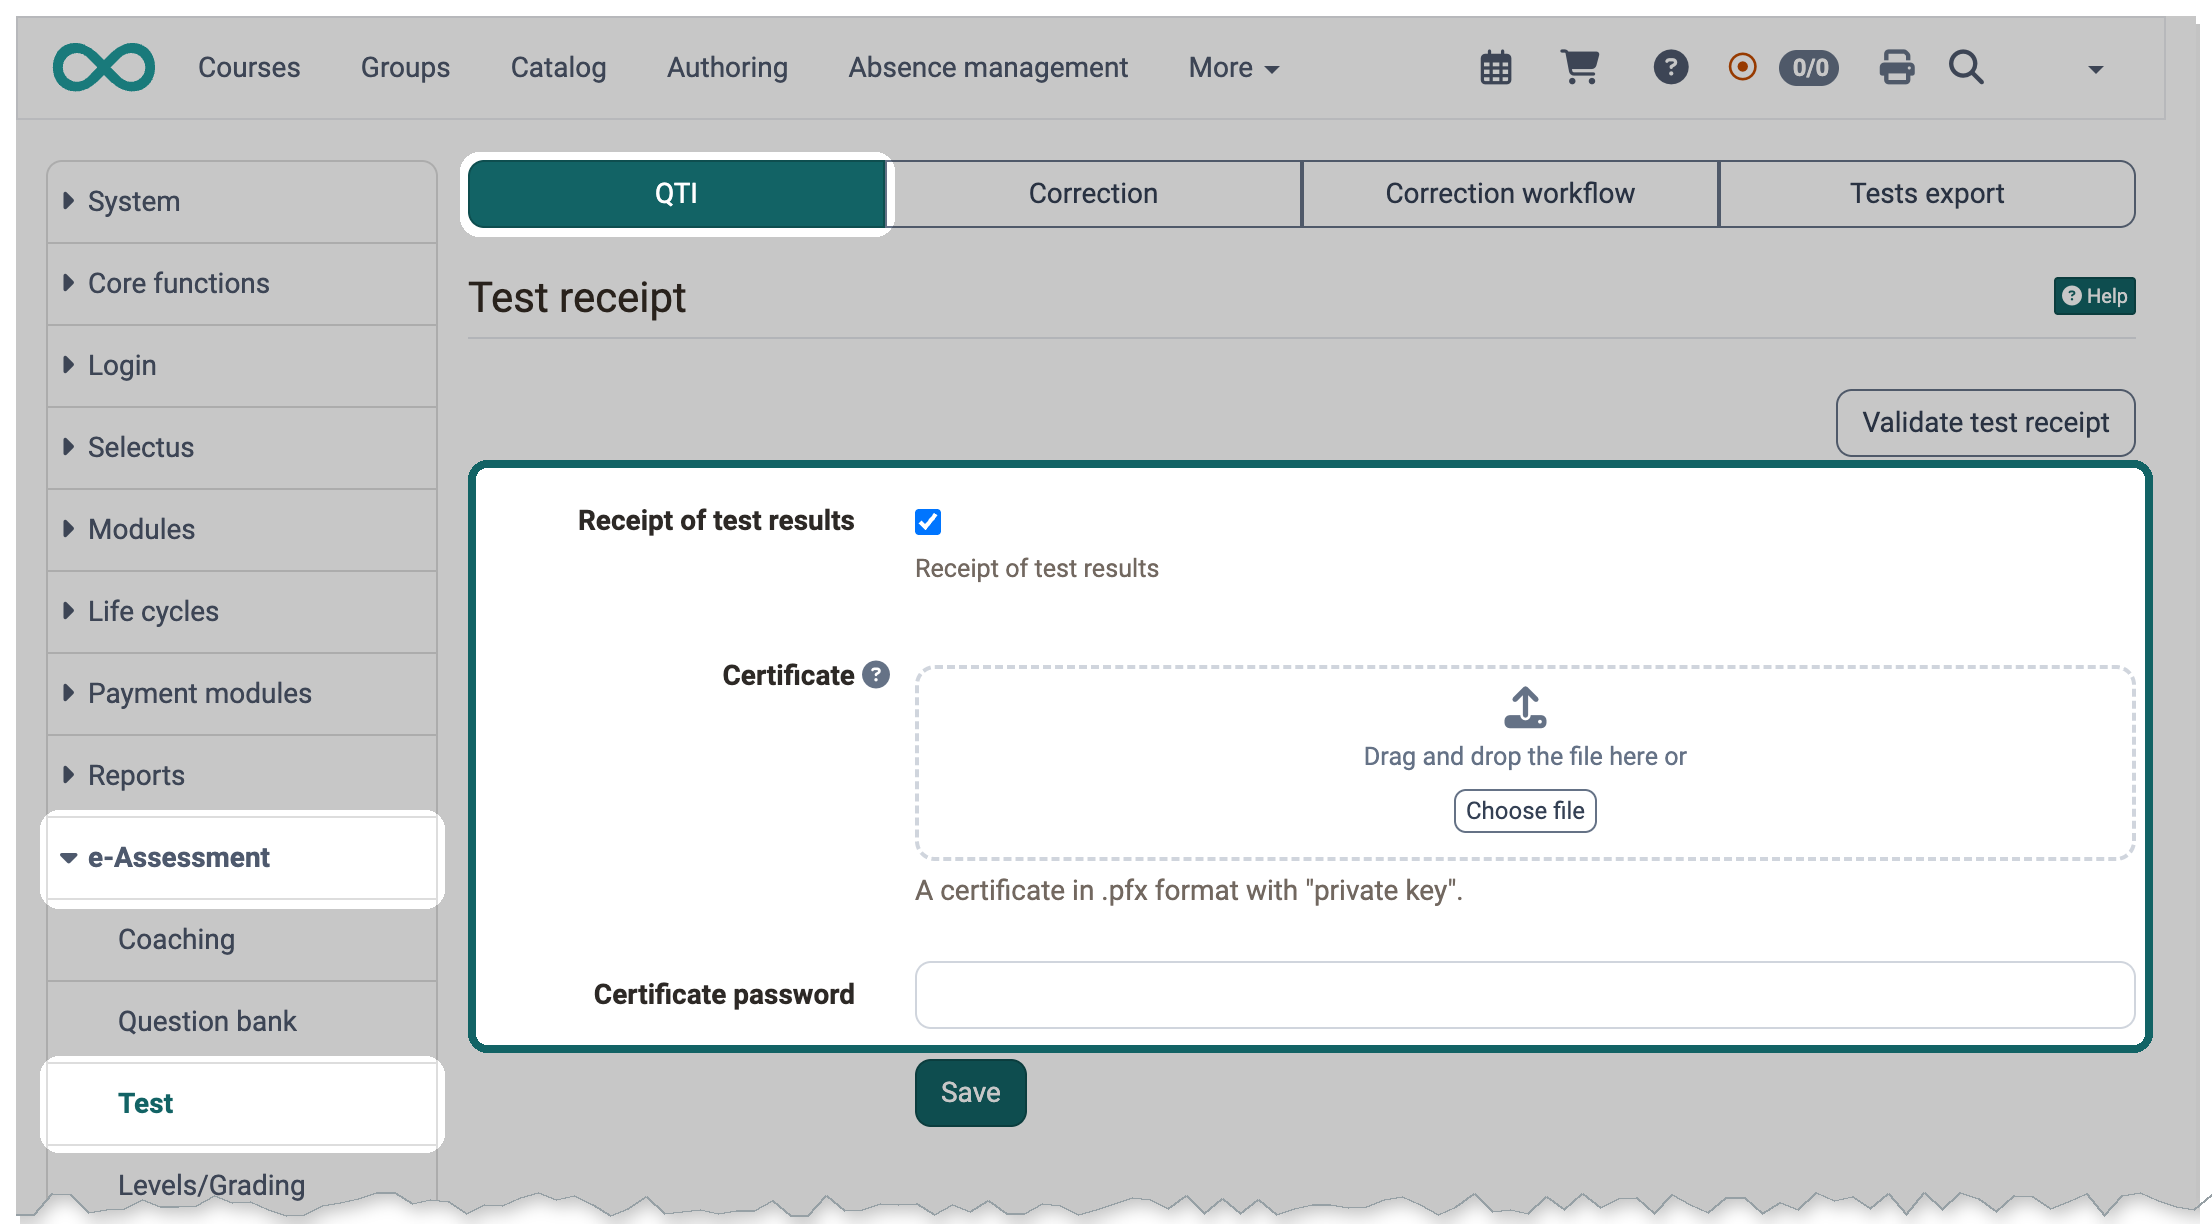 Courses Groups Catalog Authoring Absence management More ? 0/0
System
Core functions
Login
Selectus
Modules
Life cycles
Payment modules
Reports
e-Assessment
Coaching
Question bank
Test
Levels/Grading
QTI Correction Correction workflow Tests export
Test receipt
? Help
Validate test receipt
Receipt of test results
Receipt of test results
Certificate ?
Drag and drop the file here or
Choose file
A certificate in .pfx format with "private key".
Certificate password
Save